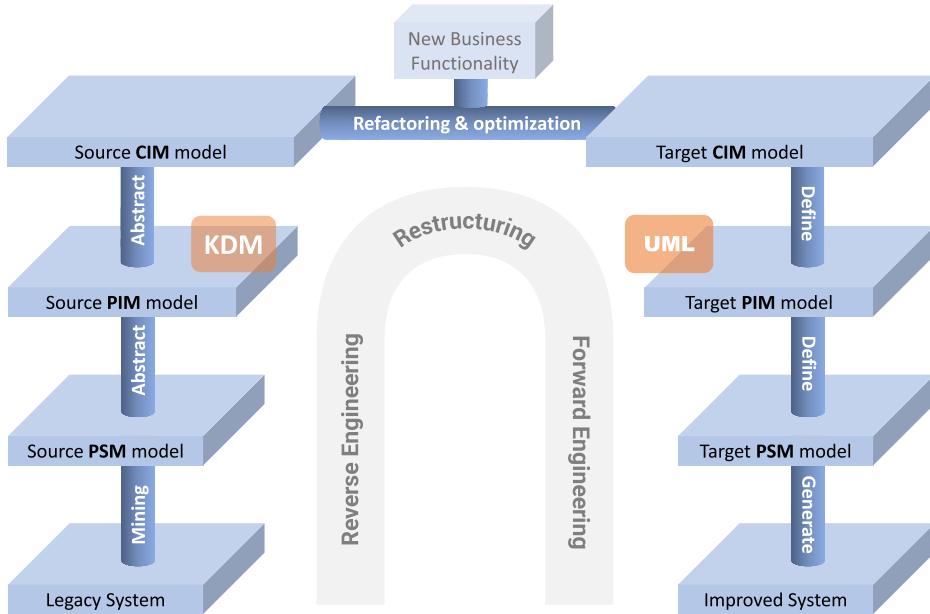 New Business
Functionality
Refactoring & optimization
Source CIM model
Target CIM model
Abstract
Define
KDM
Restructuring
UML
Source PIM model
Target PIM model
Abstract
Define
Reverse Engineering
Forward Engineering
Source PSM model
Target PSM model
Mining
Generate
Legacy System
Improved System